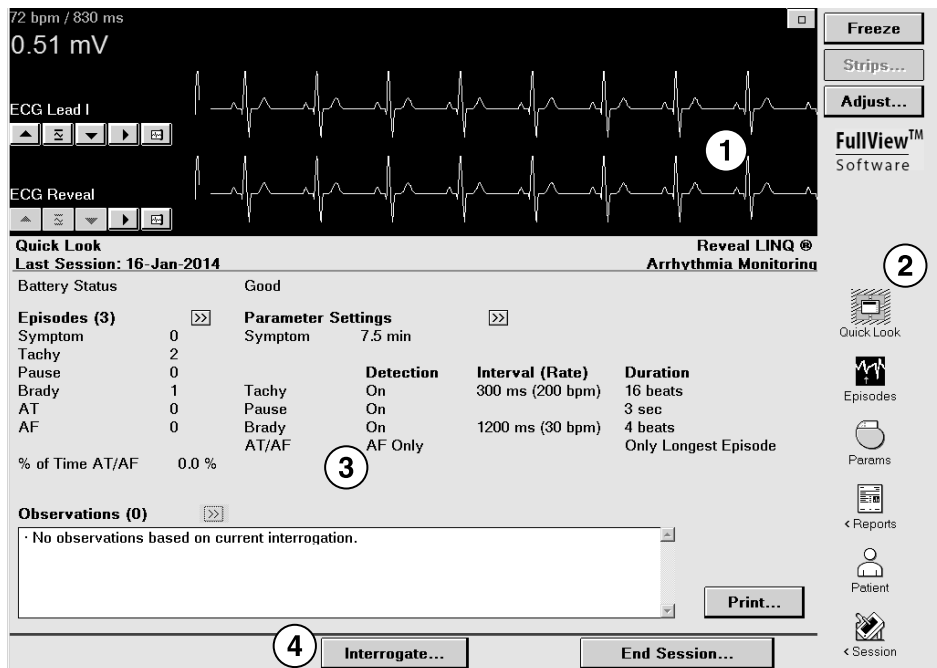 72 bpm / 830 ms
0.51 mV
ECG Lead I
1
ECG Reveal
Freeze
Strips...
Adjust...
FullView™
Software
2
Quick Look
Episodes
Params
< Reports
Patient
< Session
Quick Look Reveal LINQ ®
Last Session: 16-Jan-2014 Arrhythmia Monitoring
Battery Status Good
Episodes (3) >> Parameter Settings >>
Symptom 0 Symptom 7.5 min
Tachy 2
Pause 0 Detection Interval (Rate) Duration
Brady 1 Tachy On 300 ms (200 bpm) 16 beats
AT 0 Pause On 3 sec
AF 0 Brady On 1200 ms (30 bpm) 4 beats
AT/AF AF Only Only Longest Episode
% of Time AT/AF 0.0 % 3
Observations (0) >>
· No observations based on current interrogation.
Print...
4 Interrogate... End Session...